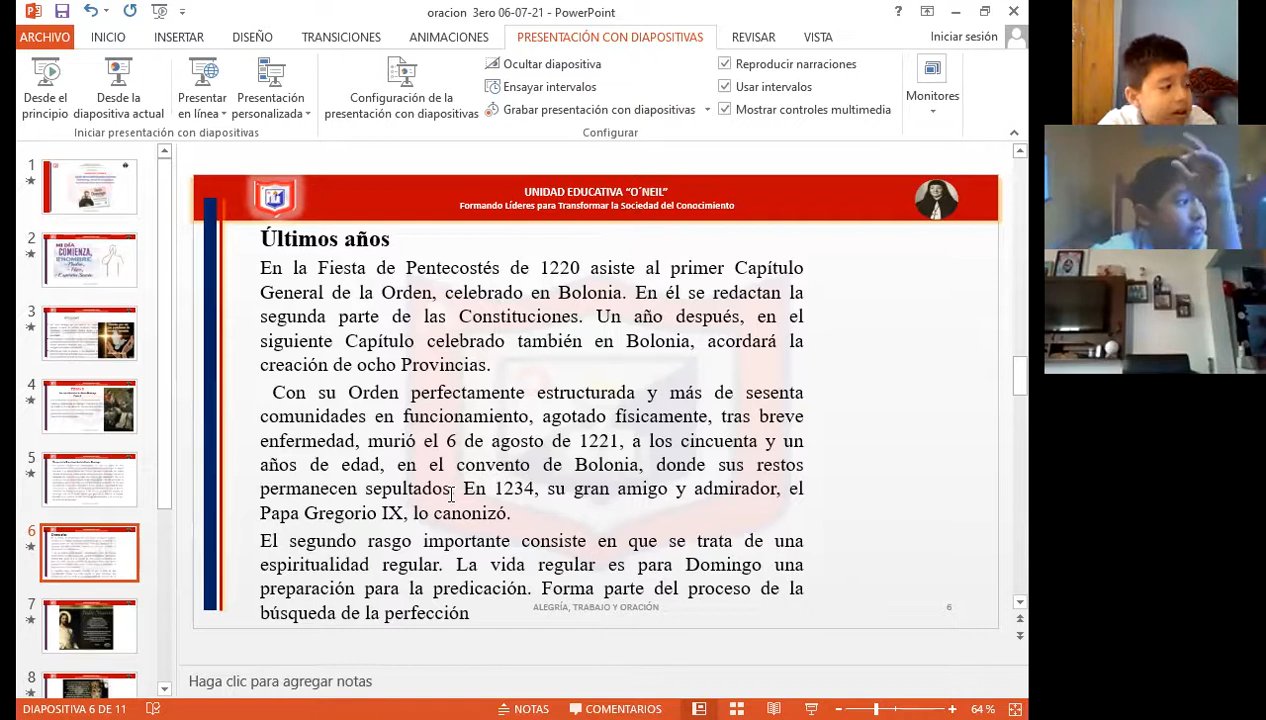 oracion 3ero 06-07-21 - PowerPoint
ARCHIVO INICIO INSERTAR DISEÑO TRANSICIONES ANIMACIONES PRESENTACIÓN CON DIAPOSITIVAS REVISAR VISTA Iniciar sesión
Desde el principio
Desde la diapositiva actual
Presentar en línea
Presentación personalizada
Iniciar presentación con diapositivas
Configuración de la presentación con diapositivas
Ocultar diapositiva
Ensayar intervalos
Grabar presentación con diapositivas
Reproducir narraciones
Usar intervalos
Mostrar controles multimedia
Configurar
Monitores
1
2
3
4
5
6
7
8
UNIDAD EDUCATIVA “O´NEIL”
Formando Líderes para Transformar la Sociedad del Conocimiento
Últimos años
En la Fiesta de Pentecostés de 1220 asiste al primer Capítulo
General de la Orden, celebrado en Bolonia. En él se redactan la
segunda parte de las Constituciones. Un año después, en el
siguiente Capítulo celebrado también en Bolonia, acordará la
creación de ocho Provincias.
Con su Orden perfectamente estructurada y más de sesenta
comunidades en funcionamiento, agotado físicamente, tras breve
enfermedad, murió el 6 de agosto de 1221, a los cincuenta y un
años de edad, en el convento de Bolonia, donde sus restos
permanecen sepultados. En 1234, su gran amigo y admirador, el
Papa Gregorio IX, lo canonizó.
El segundo rasgo importante consiste en que se trata de una
espiritualidad regular. La vida regular es para Domingo la
preparación para la predicación. Forma parte del proceso de la
búsqueda de la perfección
ALEGRÍA, TRABAJO Y ORACIÓN
6
Haga clic para agregar notas
DIAPOSITIVA 6 DE 11 NOTAS COMENTARIOS 64 %